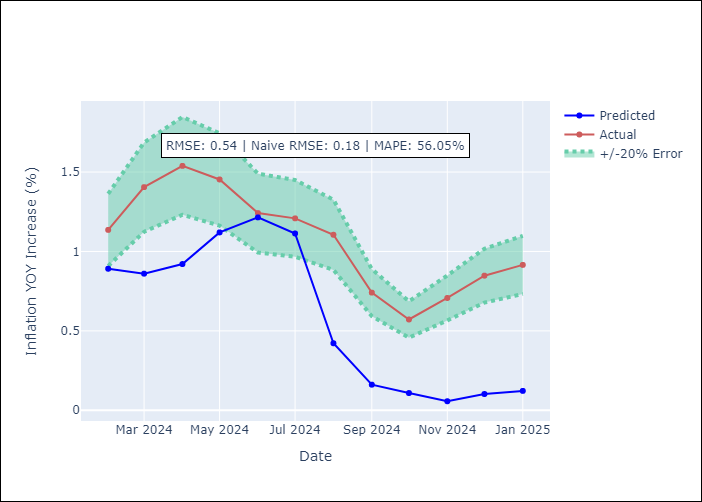 RMSE: 0.54 | Naive RMSE: 0.18 | MAPE: 56.05%
Predicted
Actual
+/-20% Error
Inflation YOY Increase (%)
1.5
1
0.5
0
Mar 2024
May 2024
Jul 2024
Sep 2024
Nov 2024
Jan 2025
Date